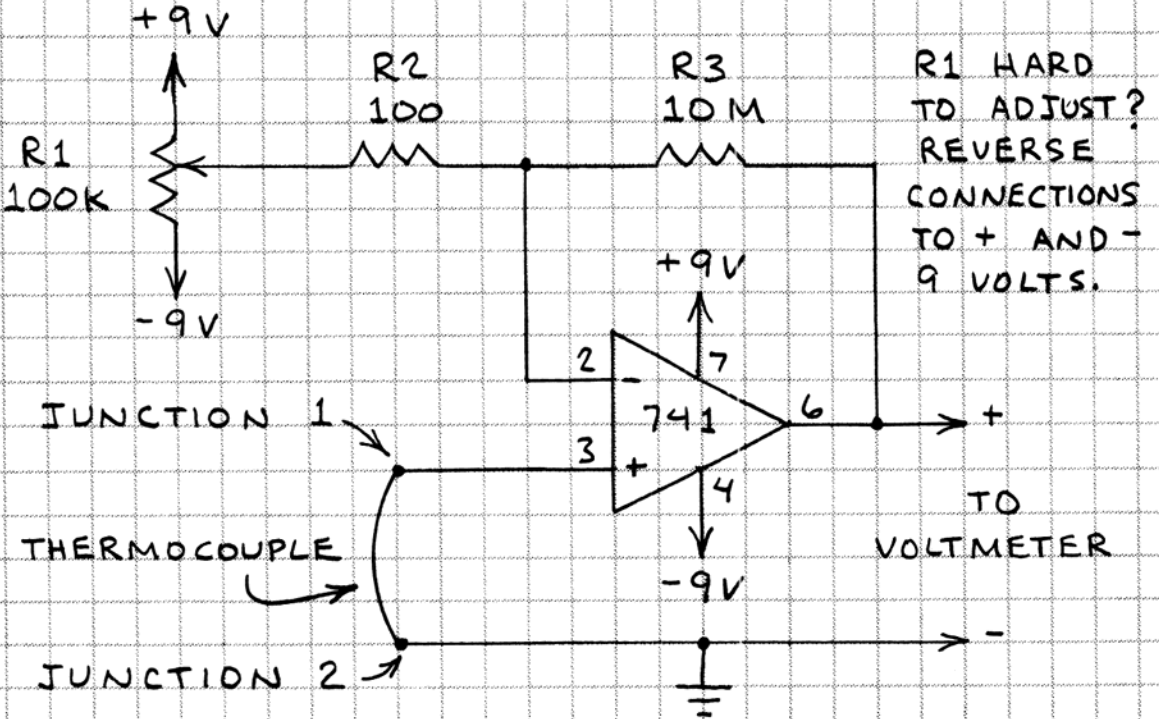 +9V
R1
100K
-9V
R2
100
R3
10M
R1 HARD
TO ADJUST?
REVERSE
CONNECTIONS
TO + AND -
9 VOLTS.
+9V
2
-
7
741
6
3
+
4
-9V
+
TO
VOLTMETER
-
JUNCTION 1
THERMOCOUPLE
JUNCTION 2